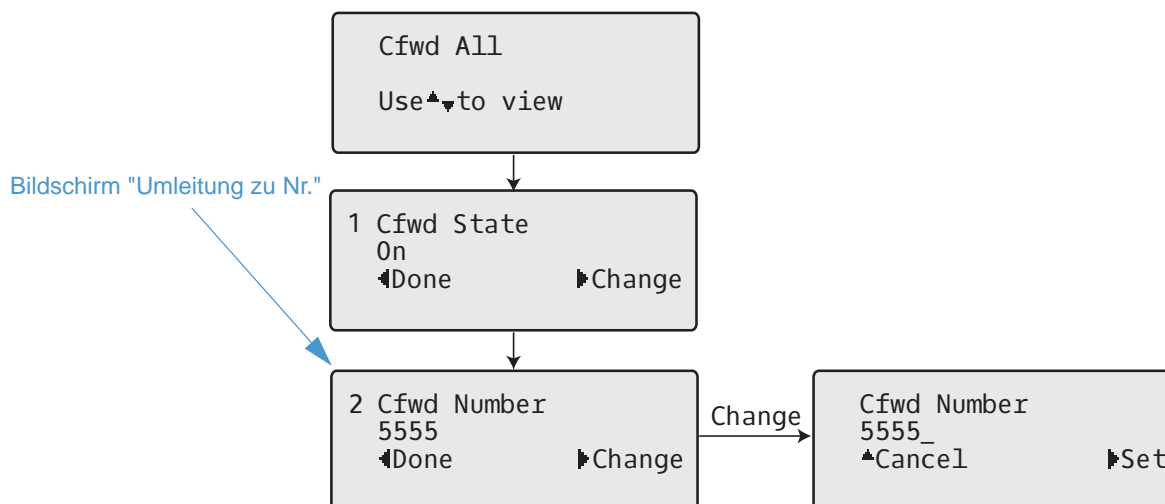 Cfwd All
Use▲▼to view
Bildschirm "Umleitung zu Nr."
1 Cfwd State
On
◀Done ▶Change
2 Cfwd Number
5555
◀Done ▶Change
Change
Cfwd Number
5555_
▲Cancel ▶Set